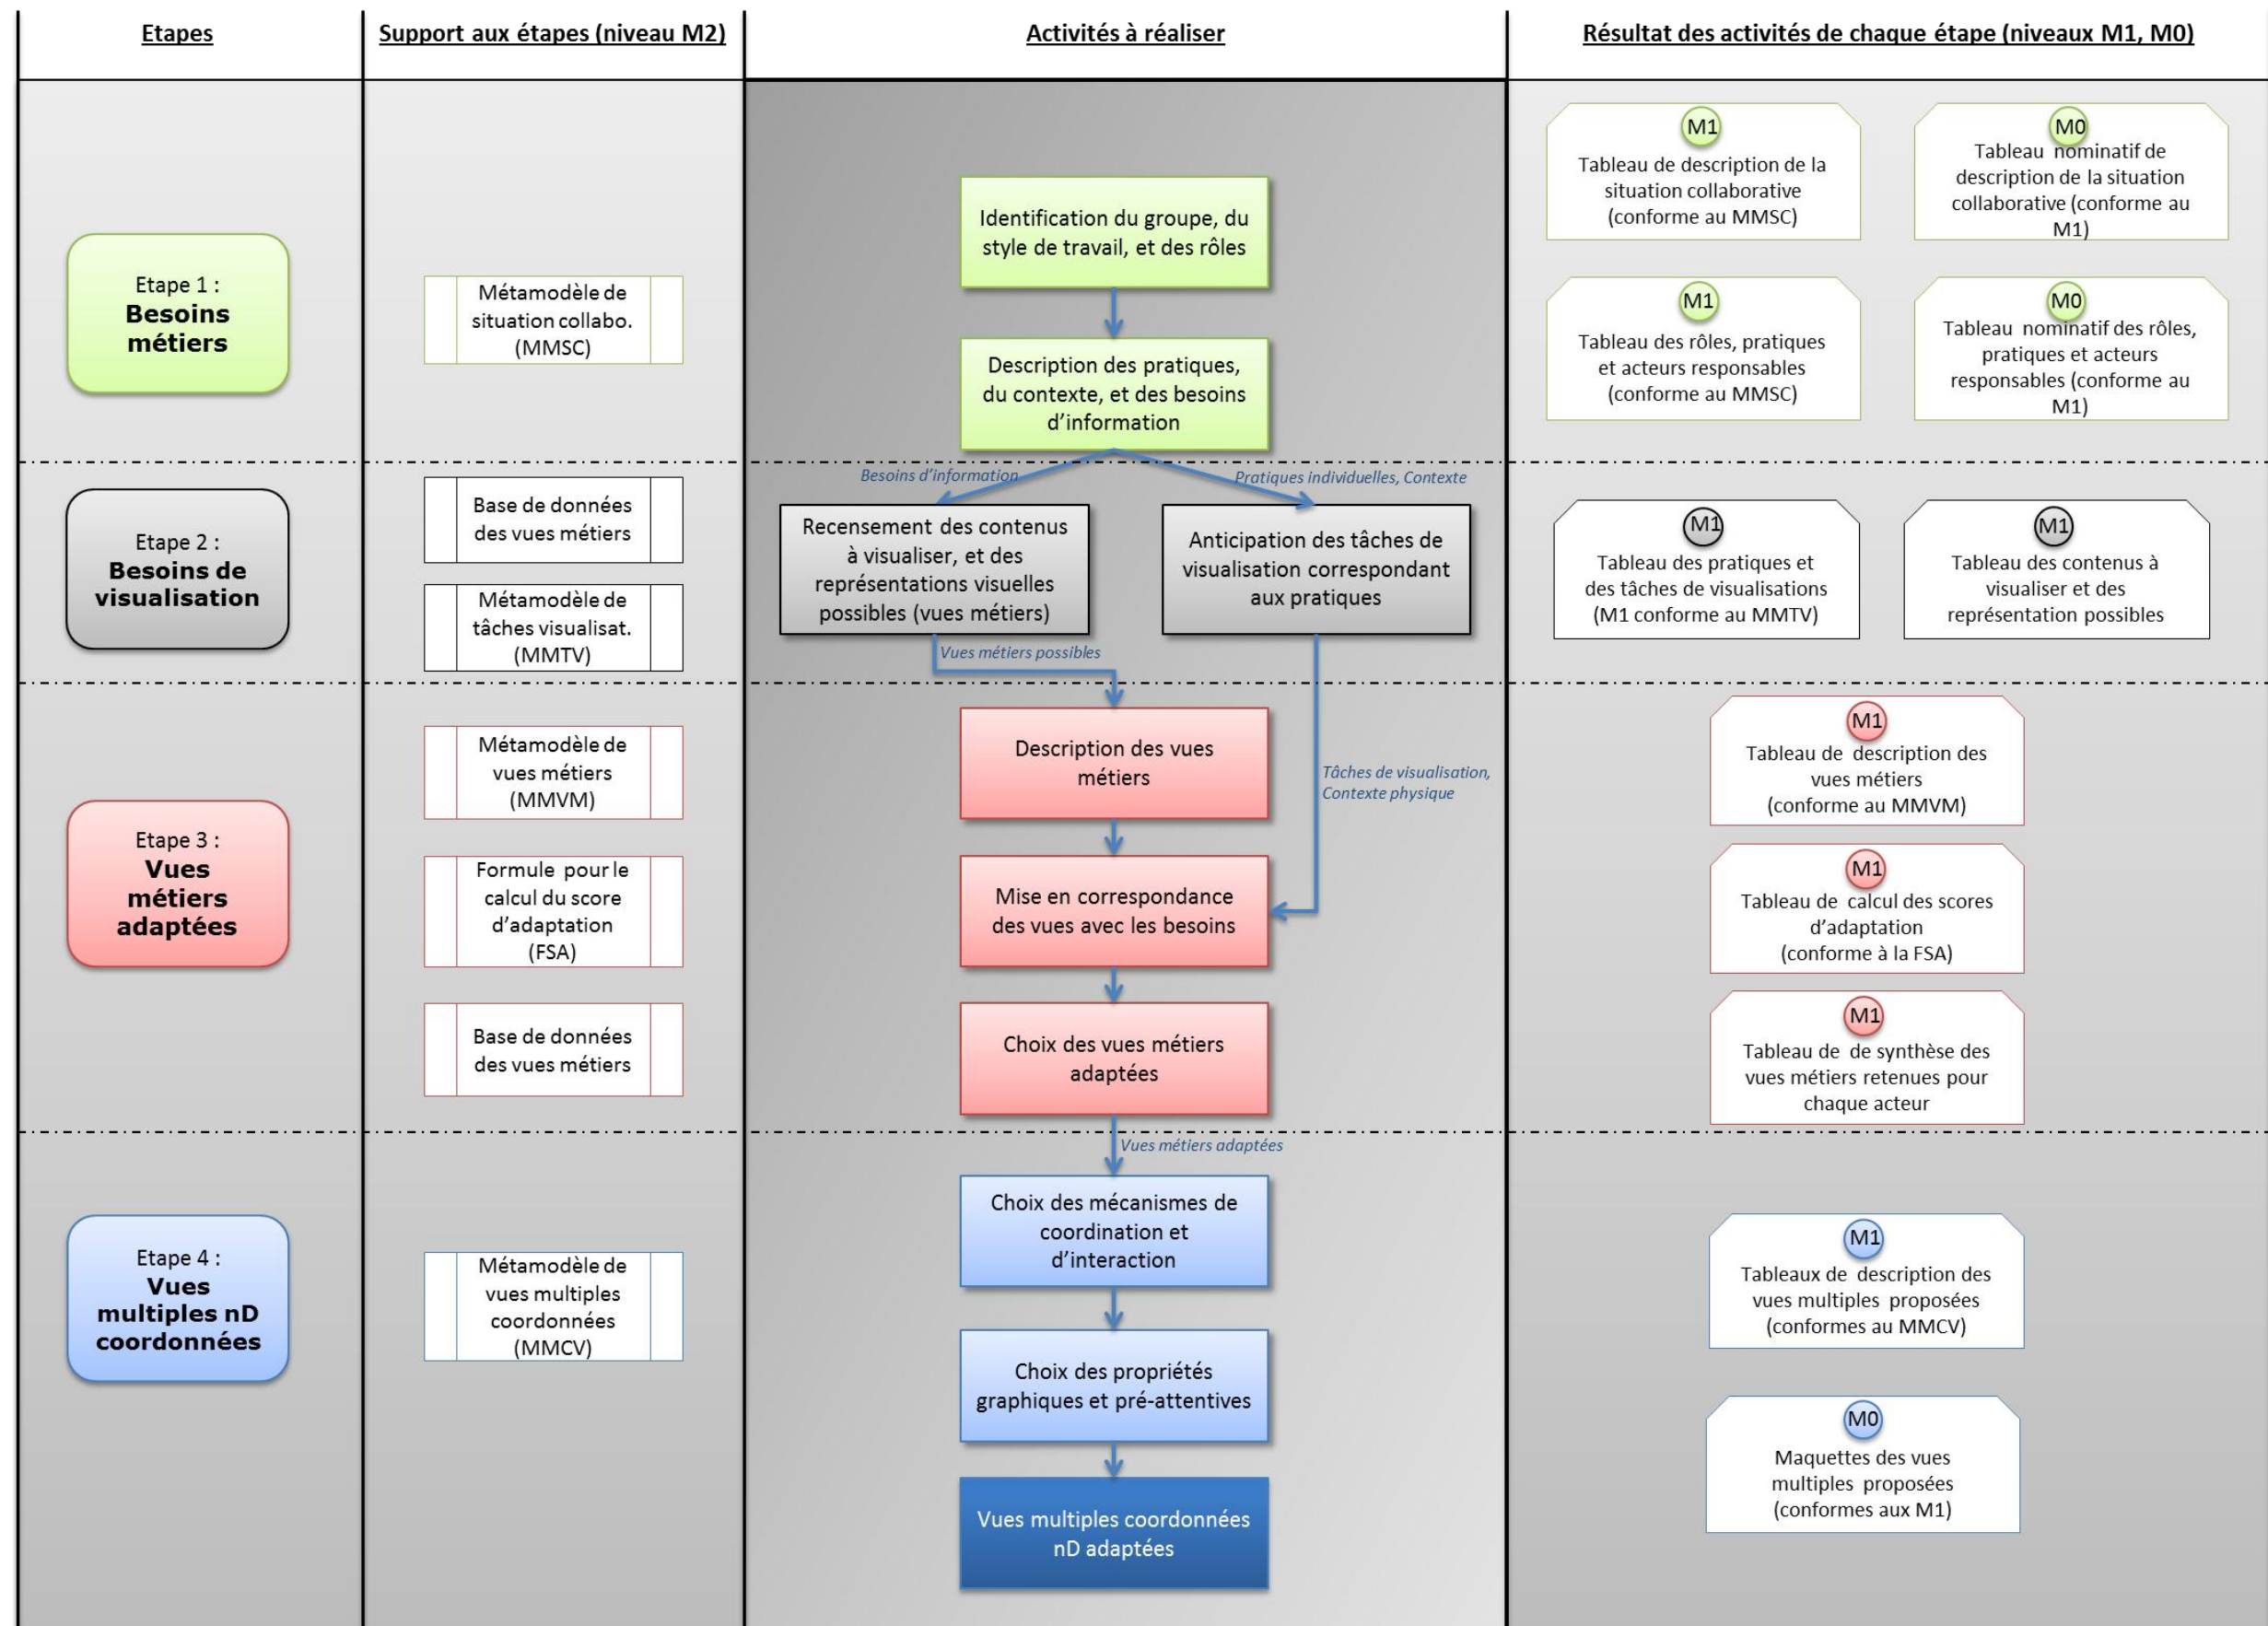 Etapes
Support aux étapes (niveau M2)
Activités à réaliser
Résultat des activités de chaque étape (niveaux M1, M0)
Etape 1 :
Besoins
métiers
Métamodèle de
situation collabo.
(MMSC)
Identification du groupe, du
style de travail, et des rôles
Description des pratiques,
du contexte, et des besoins
d’information
M1
Tableau de description de la
situation collaborative
(conforme au MMSC)
M0
Tableau nominatif de
description de la situation
collaborative (conforme au
M1)
M1
Tableau des rôles, pratiques
et acteurs responsables
(conforme au MMSC)
M0
Tableau nominatif des rôles,
pratiques et acteurs
responsables (conforme au
M1)
Etape 2 :
Besoins de
visualisation
Base de données
des vues métiers
Métamodèle de
tâches visualisat.
(MMTV)
Besoins d’information
Pratiques individuelles, Contexte
Recensement des contenus
à visualiser, et des
représentations visuelles
possibles (vues métiers)
Anticipation des tâches de
visualisation correspondant
aux pratiques
Vues métiers possibles
M1
Tableau des pratiques et
des tâches de visualisations
(M1 conforme au MMTV)
M1
Tableau des contenus à
visualiser et des
représentation possibles
Etape 3 :
Vues
métiers
adaptées
Métamodèle de
vues métiers
(MMVM)
Formule pour le
calcul du score
d’adaptation
(FSA)
Base de données
des vues métiers
Description des vues
métiers
Tâches de visualisation,
Contexte physique
Mise en correspondance
des vues avec les besoins
Choix des vues métiers
adaptées
M1
Tableau de description des
vues métiers
(conforme au MMVM)
M1
Tableau de calcul des scores
d’adaptation
(conforme à la FSA)
M1
Tableau de de synthèse des
vues métiers retenues pour
chaque acteur
Etape 4 :
Vues
multiples nD
coordonnées
Métamodèle de
vues multiples
coordonnées
(MMCV)
Vues métiers adaptées
Choix des mécanismes de
coordination et
d’interaction
Choix des propriétés
graphiques et pré-attentives
Vues multiples coordonnées
nD adaptées
M1
Tableaux de description des
vues multiples proposées
(conformes au MMCV)
M0
Maquettes des vues
multiples proposées
(conformes aux M1)